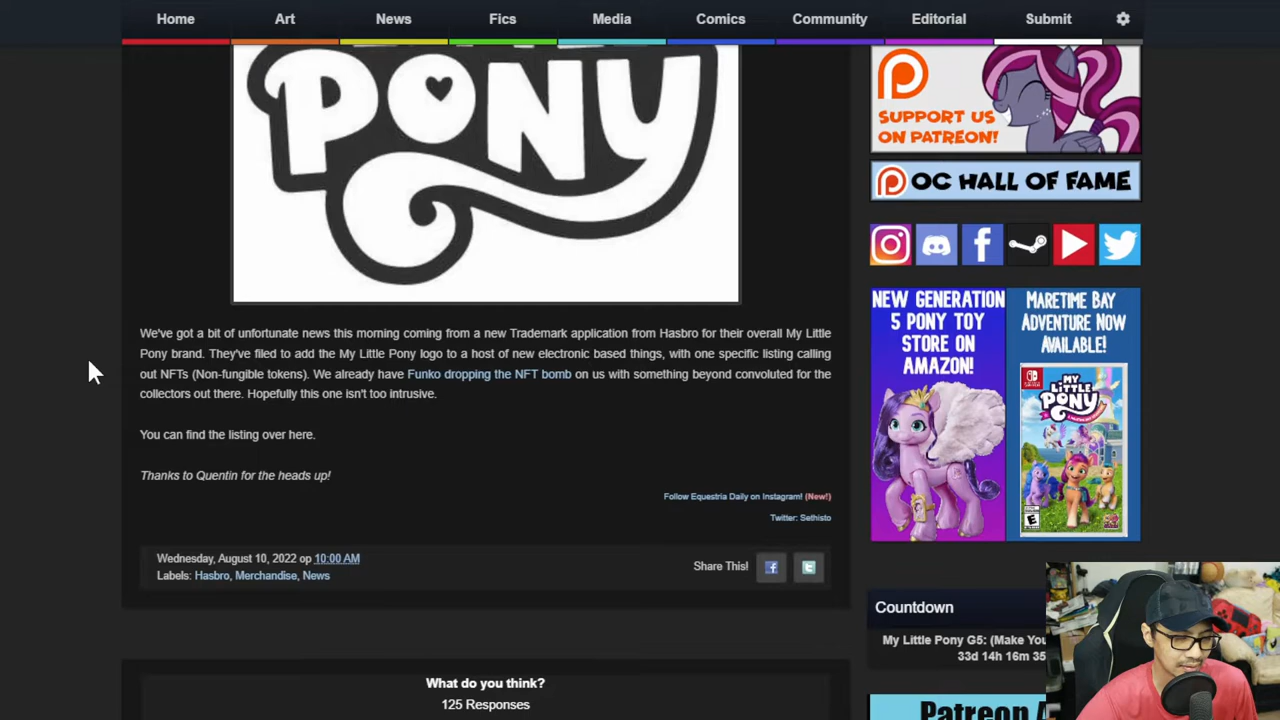 Home
Art
News
Fics
Media
Comics
Community
Editorial
Submit
PONY
We've got a bit of unfortunate news this morning coming from a new Trademark application from Hasbro for their overall My Little
Pony brand. They've filed to add the My Little Pony logo to a host of new electronic based things, with one specific listing calling
out NFTs (Non-fungible tokens). We already have Funko dropping the NFT bomb on us with something beyond convoluted for the
collectors out there. Hopefully this one isn't too intrusive.
You can find the listing over here.
Thanks to Quentin for the heads up!
Follow Equestria Daily on Instagram! (New!)
Twitter: Sethisto
Wednesday, August 10, 2022 op 10:00 AM
Labels: Hasbro, Merchandise, News
Share This!
What do you think?
125 Responses
SUPPORT US
ON PATREON!
OC HALL OF FAME
NEW GENERATION
5 PONY TOY
STORE ON
AMAZON!
MARETIME BAY
ADVENTURE NOW
AVAILABLE!
MY
LITTLE
PONY
E
Countdown
My Little Pony G5: (Make You
33d 14h 16m 35
Patreon A